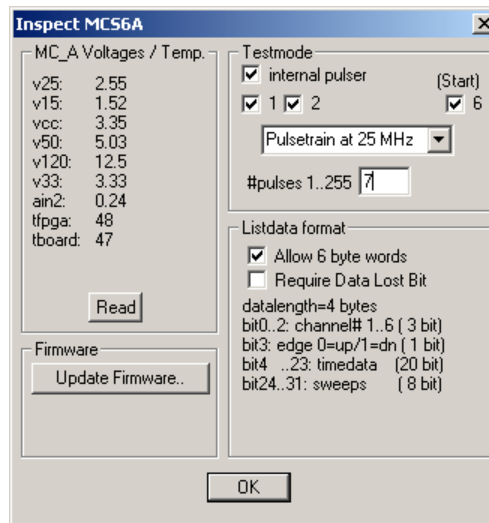 Inspect MCS6A
MC_A Voltages / Temp.
v25: 2.55
v15: 1.52
vcc: 3.35
v50: 5.03
v120: 12.5
v33: 3.33
ain2: 0.24
tfpga: 48
tboard: 47
Read
Firmware
Update Firmware..
Testmode
internal pulser
(Start)
1 2 6
Pulsetrain at 25 MHz
#pulses 1..255 7
Listdata format
Allow 6 byte words
Require Data Lost Bit
datalength=4 bytes
bit0..2: channel# 1..6 ( 3 bit)
bit3: edge 0=up/1=dn ( 1 bit)
bit4 ..23: timedata (20 bit)
bit24..31: sweeps ( 8 bit)
OK